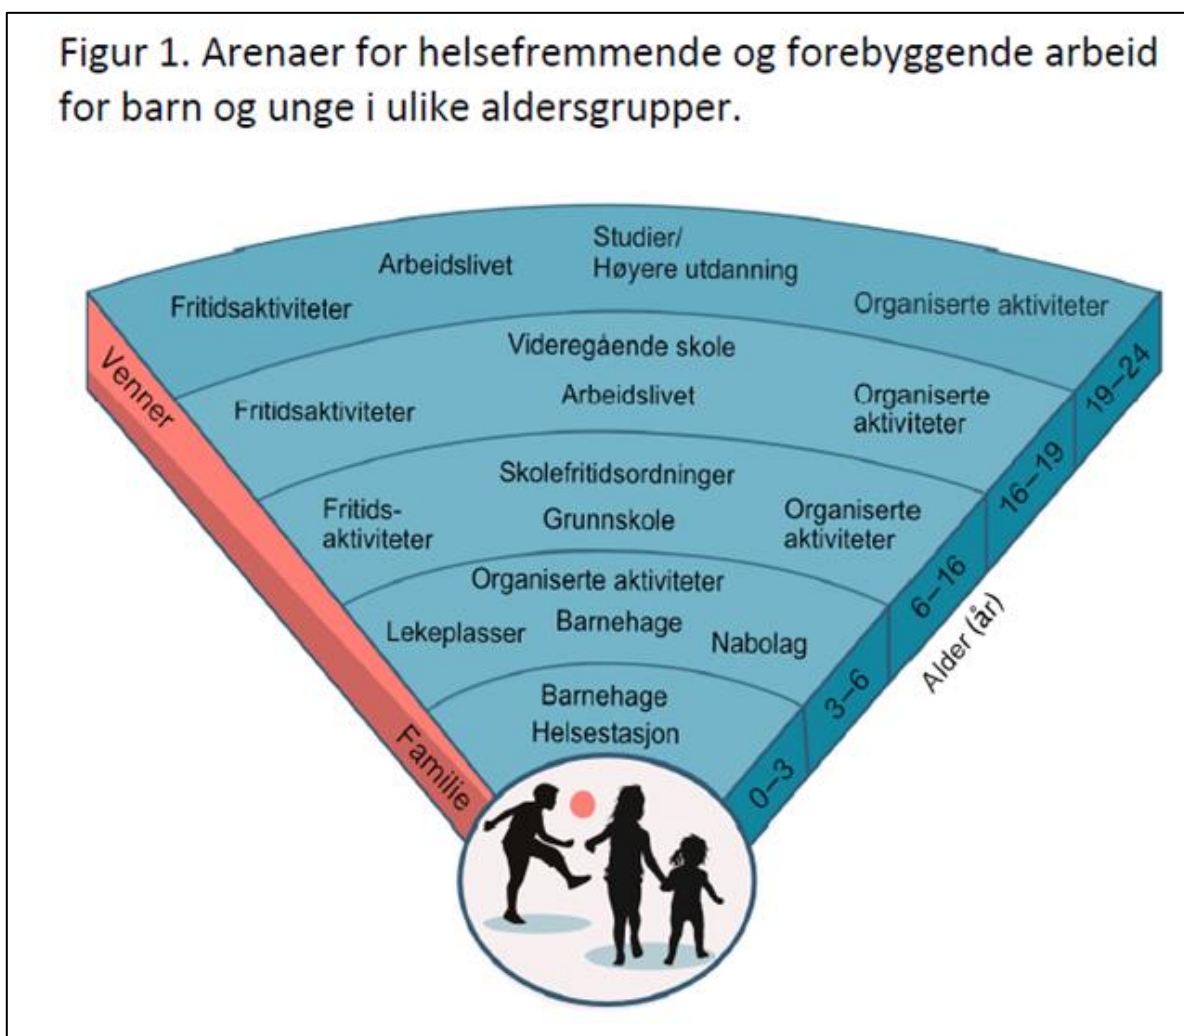 Figur 1. Arenaer for helsefremmende og forebyggende arbeid
for barn og unge i ulike aldersgrupper.
Studier/
Høyere utdanning
Arbeidslivet
Fritidsaktiviteter
Organiserte aktiviteter
Videregående skole
Arbeidslivet
Fritidsaktiviteter
Organiserte
aktiviteter
Skolefritidsordninger
Fritids-
aktiviteter
Grunnskole
Organiserte
aktiviteter
Organiserte aktiviteter
Lekeplasser
Barnehage
Nabolag
Barnehage
Helsestasjon
Venner
Familie
19–24
16–19
6–16
3–6
0–3
Alder (år)